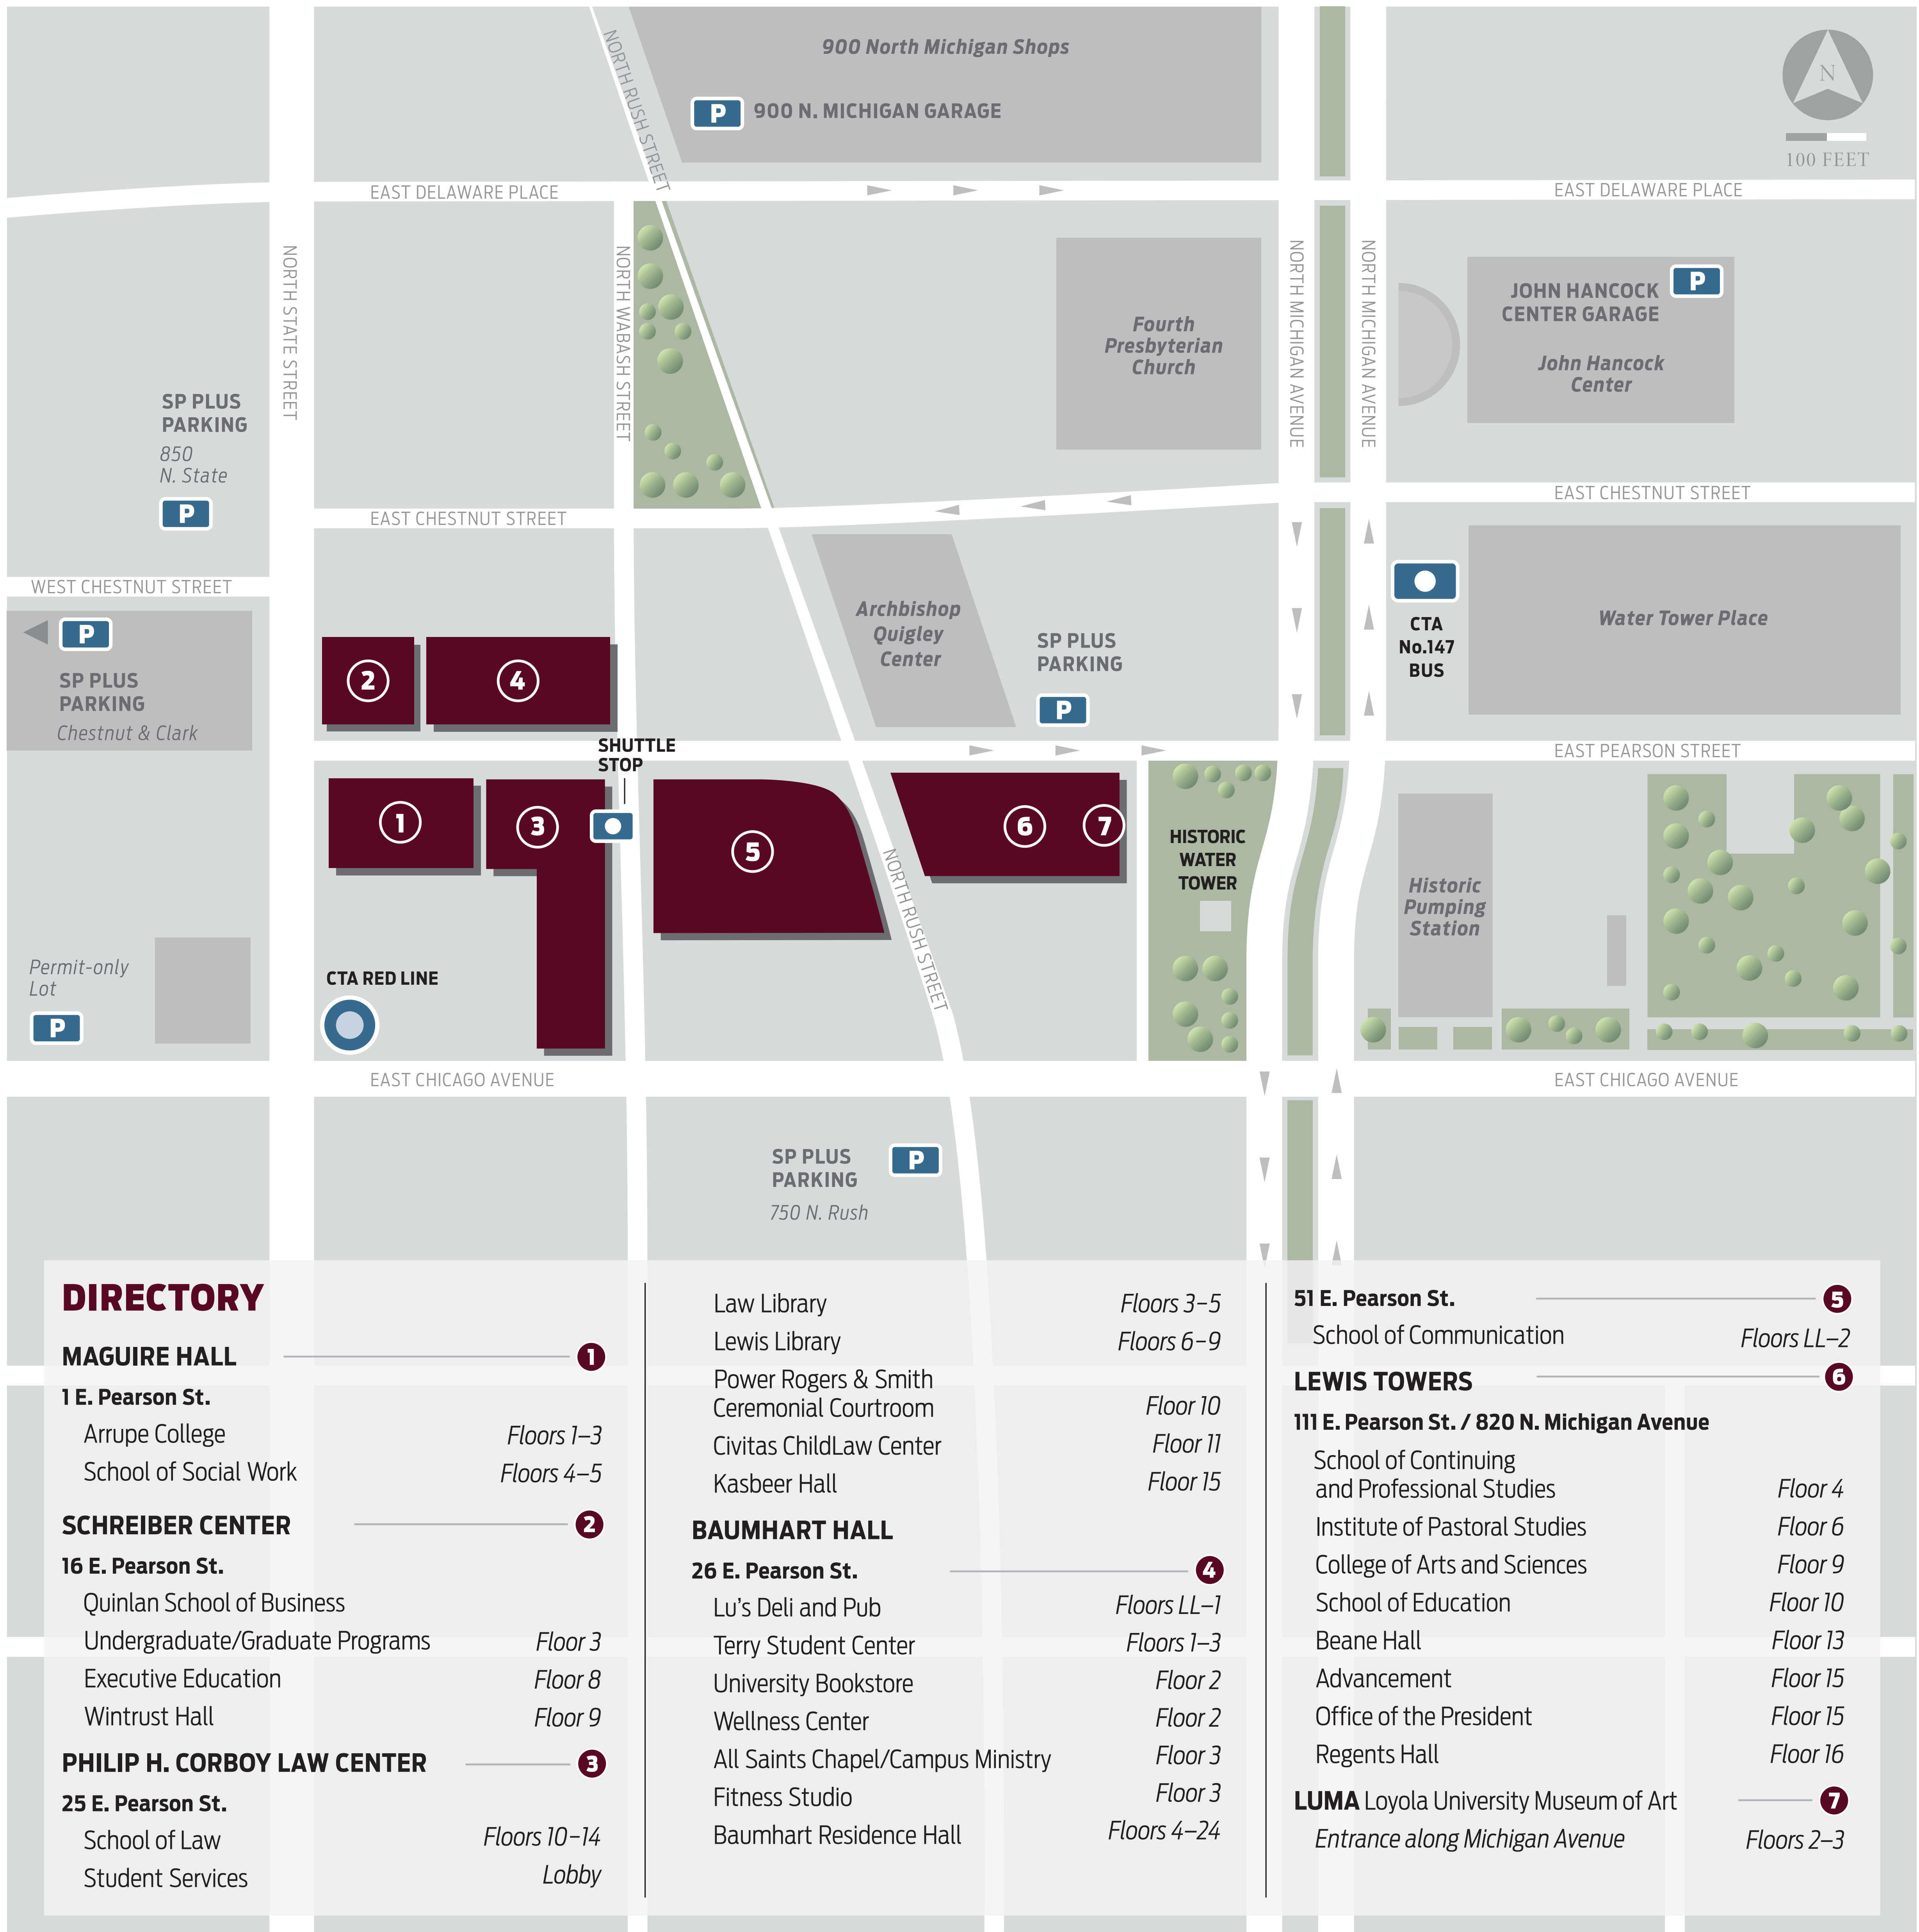 900 North Michigan Shops
P 900 N. MICHIGAN GARAGE
N
100 FEET
NORTH RUSH STREET
EAST DELAWARE PLACE
EAST DELAWARE PLACE
NORTH STATE STREET
NORTH WABASH STREET
NORTH MICHIGAN AVENUE
NORTH MICHIGAN AVENUE
Fourth
Presbyterian
Church
JOHN HANCOCK
CENTER GARAGE
P
John Hancock
Center
SP PLUS
PARKING
850
N. State
P
EAST CHESTNUT STREET
EAST CHESTNUT STREET
WEST CHESTNUT STREET
P
SP PLUS
PARKING
Chestnut & Clark
2
4
Archbishop
Quigley
Center
SP PLUS
PARKING
P
CTA
No.147
BUS
Water Tower Place
SHUTTLE
STOP
EAST PEARSON STREET
1
3
5
6
7
NORTH RUSH STREET
HISTORIC
WATER
TOWER
Historic
Pumping
Station
Permit-only
Lot
P
CTA RED LINE
EAST CHICAGO AVENUE
EAST CHICAGO AVENUE
SP PLUS
PARKING
P
750 N. Rush
DIRECTORY
MAGUIRE HALL 1
1 E. Pearson St.
Arrupe College Floors 1–3
School of Social Work Floors 4–5
SCHREIBER CENTER 2
16 E. Pearson St.
Quinlan School of Business
Undergraduate/Graduate Programs Floor 3
Executive Education Floor 8
Wintrust Hall Floor 9
PHILIP H. CORBOY LAW CENTER 3
25 E. Pearson St.
School of Law Floors 10–14
Student Services Lobby
Law Library Floors 3–5
Lewis Library Floors 6–9
Power Rogers & Smith
Ceremonial Courtroom Floor 10
Civitas ChildLaw Center Floor 11
Kasbeer Hall Floor 15
BAUMHART HALL
26 E. Pearson St. 4
Lu’s Deli and Pub Floors LL–1
Terry Student Center Floors 1–3
University Bookstore Floor 2
Wellness Center Floor 2
All Saints Chapel/Campus Ministry Floor 3
Fitness Studio Floor 3
Baumhart Residence Hall Floors 4–24
51 E. Pearson St. 5
School of Communication Floors LL–2
LEWIS TOWERS 6
111 E. Pearson St. / 820 N. Michigan Avenue
School of Continuing
and Professional Studies Floor 4
Institute of Pastoral Studies Floor 6
College of Arts and Sciences Floor 9
School of Education Floor 10
Beane Hall Floor 13
Advancement Floor 15
Office of the President Floor 15
Regents Hall Floor 16
LUMA Loyola University Museum of Art 7
Entrance along Michigan Avenue Floors 2–3